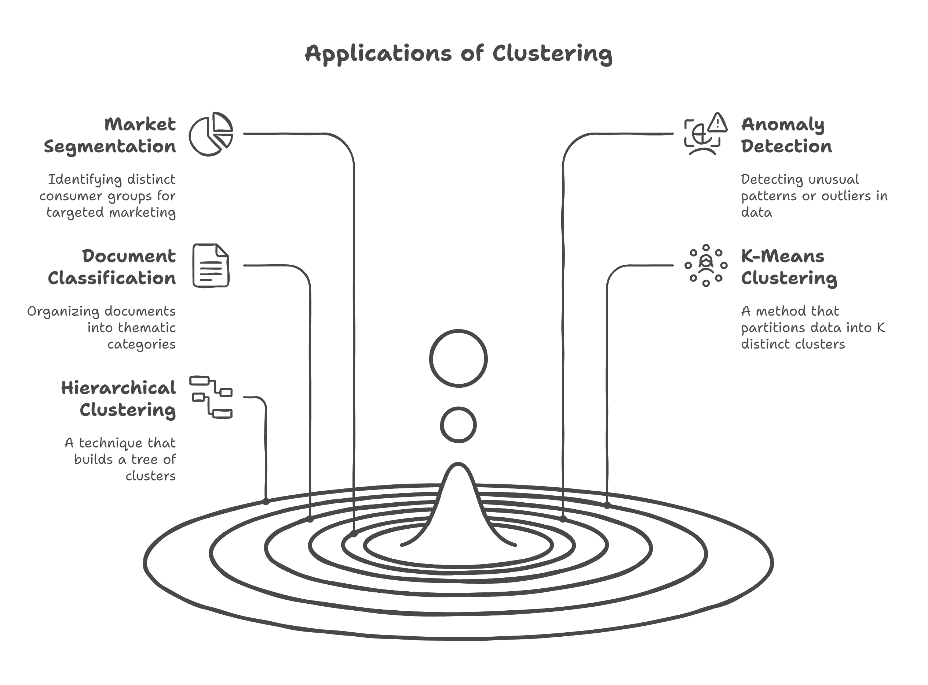 Applications of Clustering
Market
Segmentation
Identifying distinct
consumer groups for
targeted marketing
Document
Classification
Organizing documents
into thematic
categories
Hierarchical
Clustering
A technique that
builds a tree of
clusters
Anomaly
Detection
Detecting unusual
patterns or outliers in
data
K-Means
Clustering
A method that
partitions data into K
distinct clusters